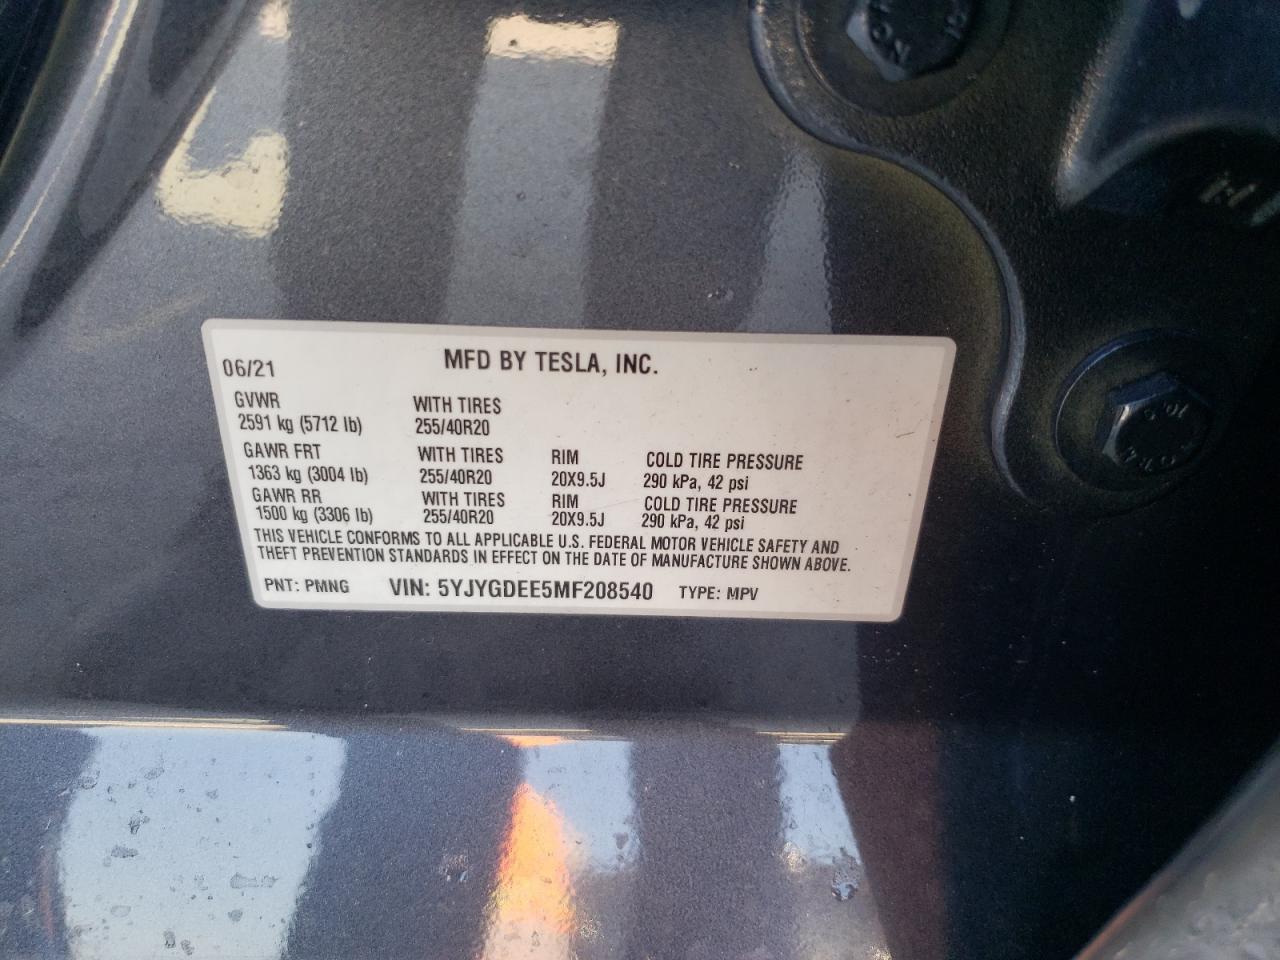 06/21 MFD BY TESLA, INC.
GVWR WITH TIRES
2591 kg (5712 lb) 255/40R20
GAWR FRT WITH TIRES RIM COLD TIRE PRESSURE
1363 kg (3004 lb) 255/40R20 20X9.5J 290 kPa, 42 psi
GAWR RR WITH TIRES RIM COLD TIRE PRESSURE
1500 kg (3306 lb) 255/40R20 20X9.5J 290 kPa, 42 psi
THIS VEHICLE CONFORMS TO ALL APPLICABLE U.S. FEDERAL MOTOR VEHICLE SAFETY AND
THEFT PREVENTION STANDARDS IN EFFECT ON THE DATE OF MANUFACTURE SHOWN ABOVE.
PNT: PMNG VIN: 5YJYGDEE5MF208540 TYPE: MPV